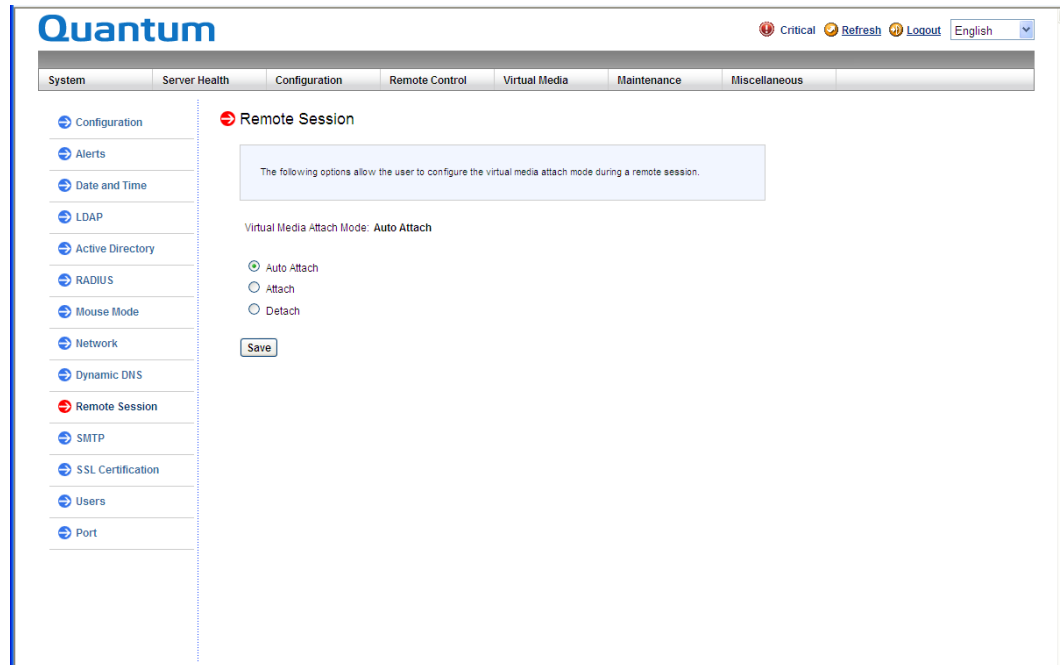 Quantum
Critical Refresh Logout English
System Server Health Configuration Remote Control Virtual Media Maintenance Miscellaneous
Configuration
Alerts
Date and Time
LDAP
Active Directory
RADIUS
Mouse Mode
Network
Dynamic DNS
Remote Session
SMTP
SSL Certification
Users
Port
Remote Session
The following options allow the user to configure the virtual media attach mode during a remote session.
Virtual Media Attach Mode: Auto Attach
Auto Attach
Attach
Detach
Save